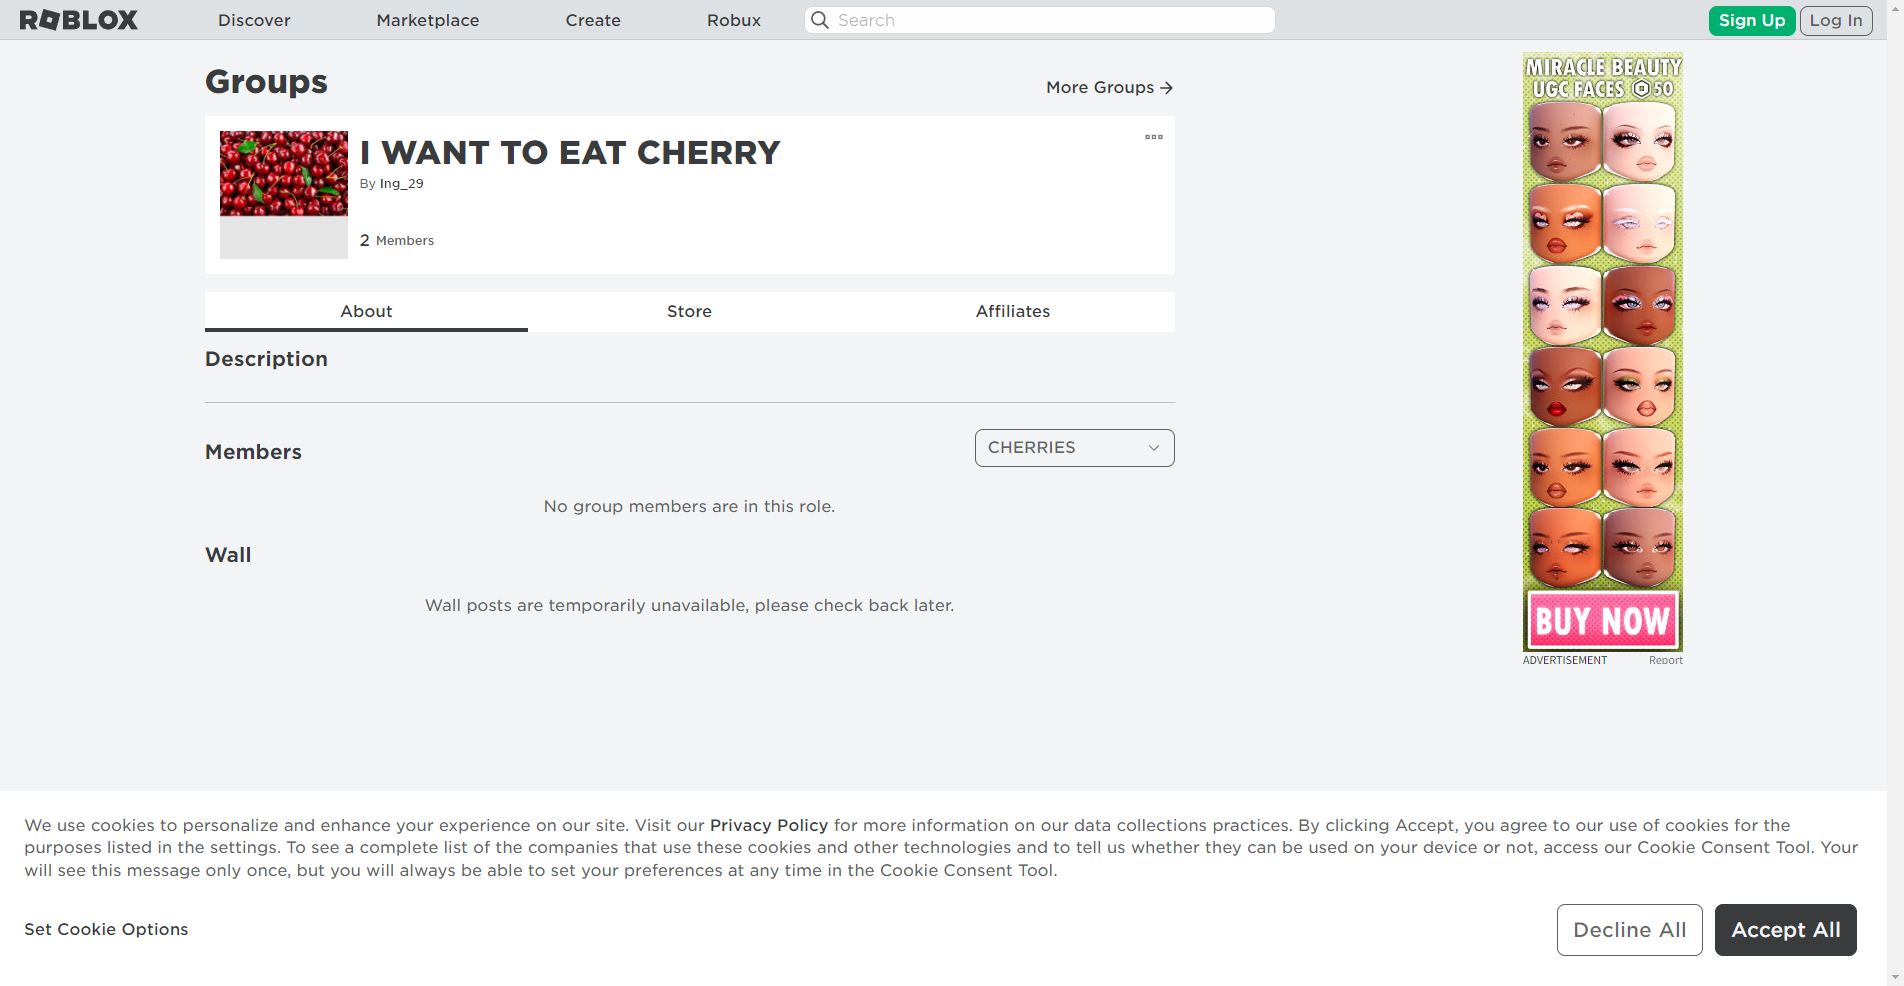 ROBLOX
Discover
Marketplace
Create
Robux
Search
Sign Up
Log In
Groups
More Groups →
I WANT TO EAT CHERRY
By Ing_29
2 Members
About
Store
Affiliates
Description
Members
CHERRIES
No group members are in this role.
Wall
Wall posts are temporarily unavailable, please check back later.
MIRACLE BEAUTY
UGC FACES 50
BUY NOW
ADVERTISEMENT
Report
We use cookies to personalize and enhance your experience on our site. Visit our Privacy Policy for more information on our data collections practices. By clicking Accept, you agree to our use of cookies for the
purposes listed in the settings. To see a complete list of the companies that use these cookies and other technologies and to tell us whether they can be used on your device or not, access our Cookie Consent Tool. Your
will see this message only once, but you will always be able to set your preferences at any time in the Cookie Consent Tool.
Set Cookie Options
Decline All
Accept All